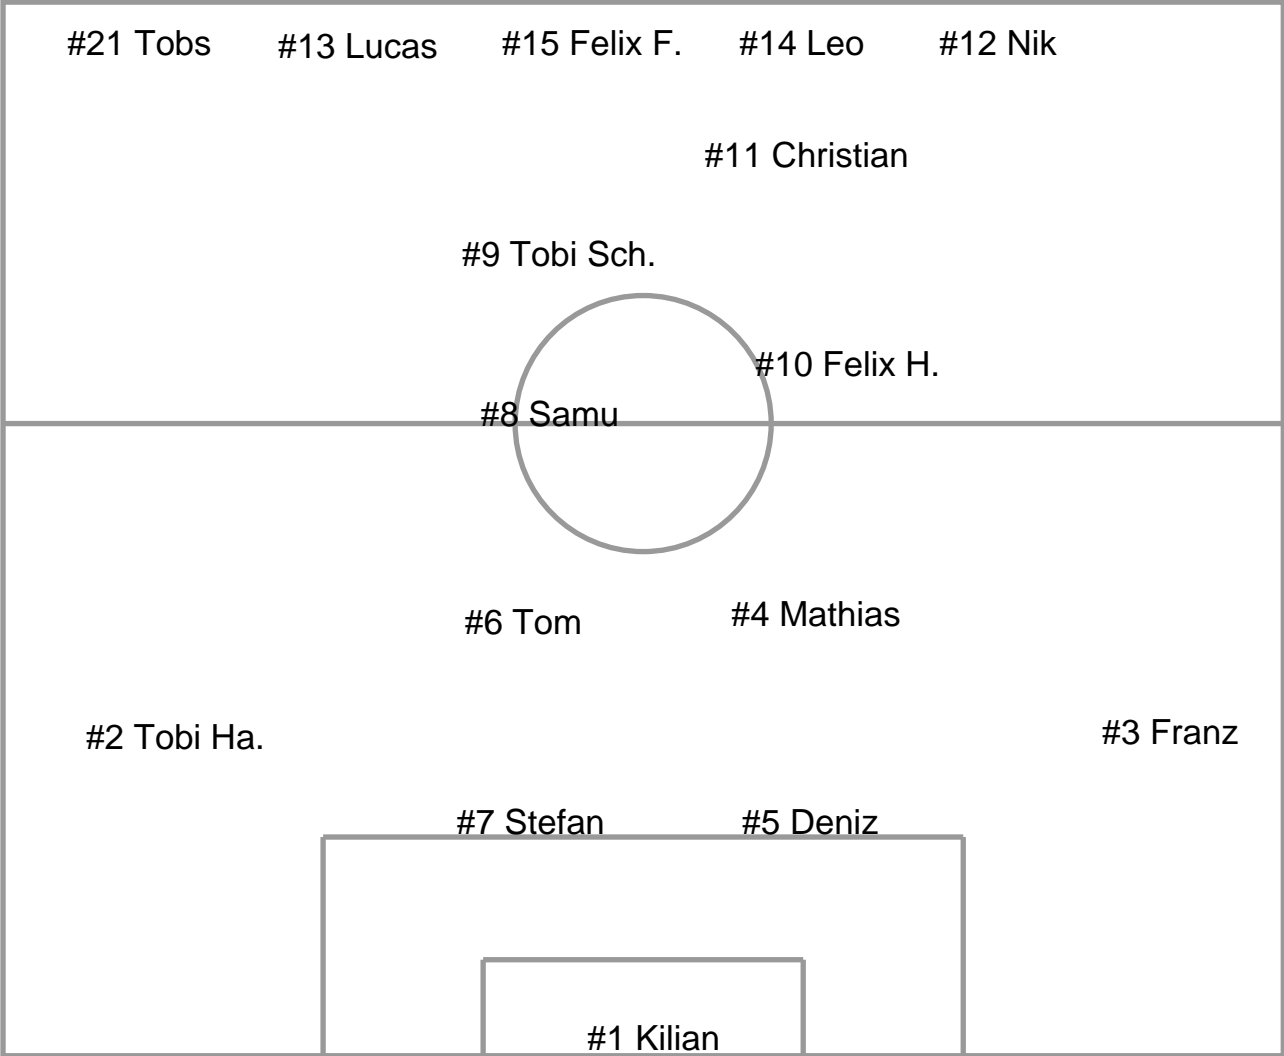 #21 Tobs
#13 Lucas
#15 Felix F.
#14 Leo
#12 Nik
#11 Christian
#9 Tobi Sch.
#10 Felix H.
#8 Samu
#6 Tom
#4 Mathias
#2 Tobi Ha.
#3 Franz
#7 Stefan
#5 Deniz
#1 Kilian